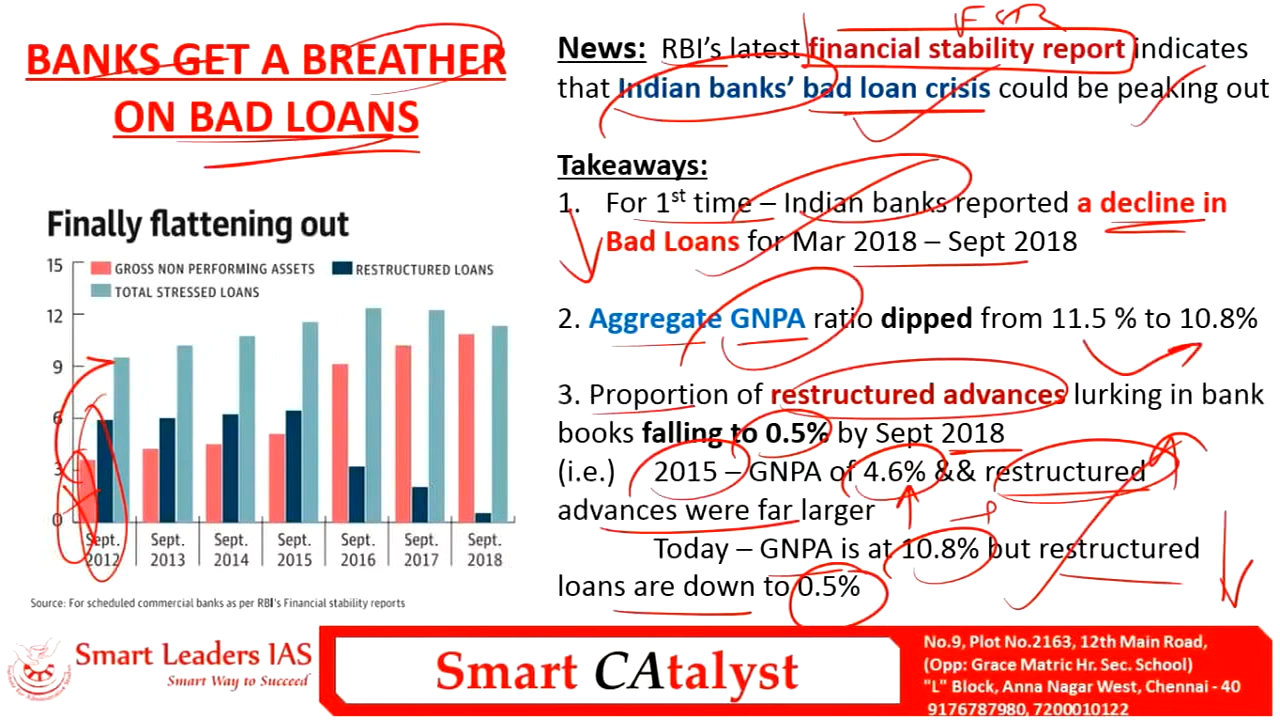 BANKS GET A BREATHER
ON BAD LOANS
Finally flattening out
15
GROSS NON PERFORMING ASSETS
RESTRUCTURED LOANS
TOTAL STRESSED LOANS
12
9
6
3
0
Sept. 2012
Sept. 2013
Sept. 2014
Sept. 2015
Sept. 2016
Sept. 2017
Sept. 2018
Source: For scheduled commercial banks as per RBI's Financial stability reports
FSR
News: RBI's latest financial stability report indicates
that Indian banks' bad loan crisis could be peaking out
Takeaways:
1. For 1st time – Indian banks reported a decline in
Bad Loans for Mar 2018 – Sept 2018
2. Aggregate GNPA ratio dipped from 11.5 % to 10.8%
3. Proportion of restructured advances lurking in bank
books falling to 0.5% by Sept 2018
(i.e.) 2015 – GNPA of 4.6% && restructured
advances were far larger
Today – GNPA is at 10.8% but restructured
loans are down to 0.5%
Smart Leaders IAS
Smart Way to Succeed
Smart CAtalyst
No.9, Plot No.2163, 12th Main Road,
(Opp: Grace Matric Hr. Sec. School)
"L" Block, Anna Nagar West, Chennai - 40
9176787980, 7200010122